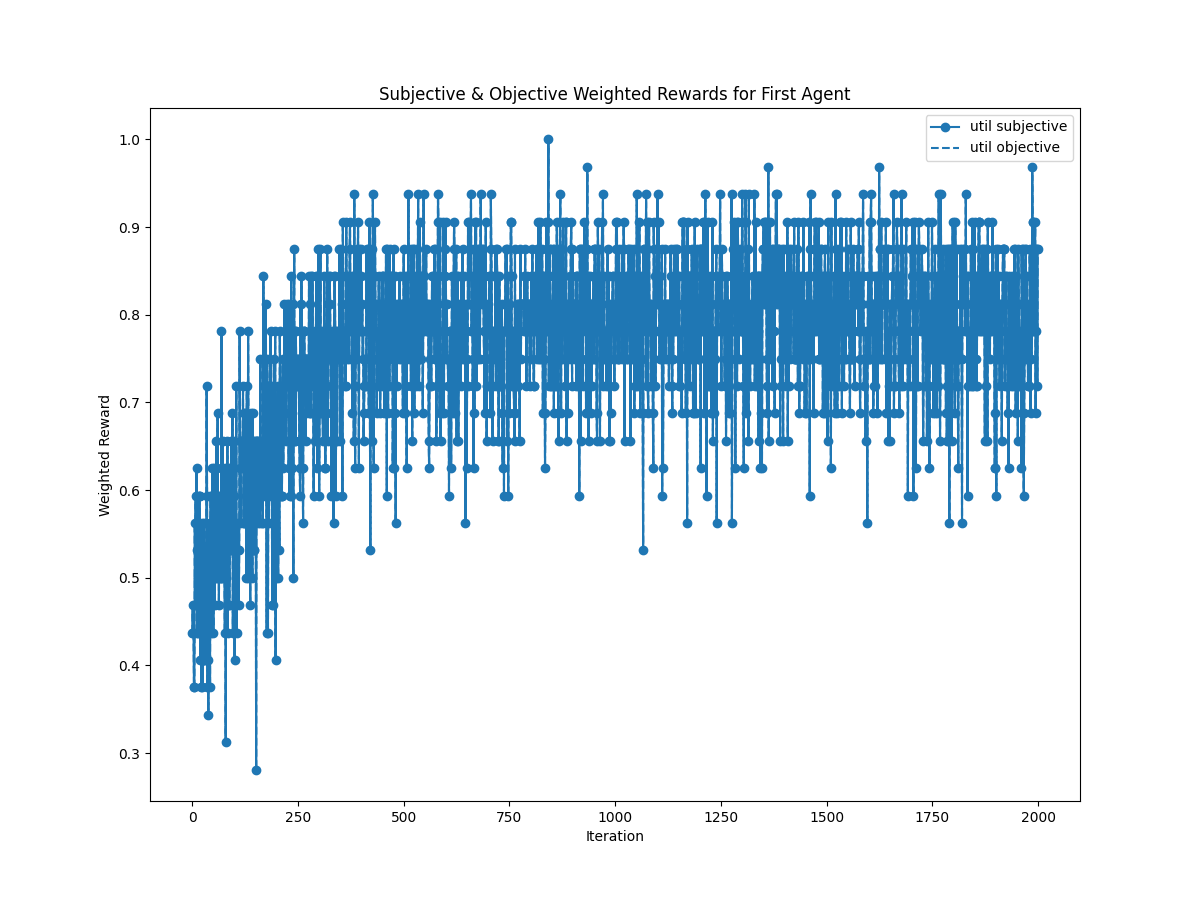 Subjective & Objective Weighted Rewards for First Agent
util subjective
util objective
1.0
0.9
0.8
0.7
0.6
0.5
0.4
0.3
Weighted Reward
0 250 500 750 1000 1250 1500 1750 2000
Iteration